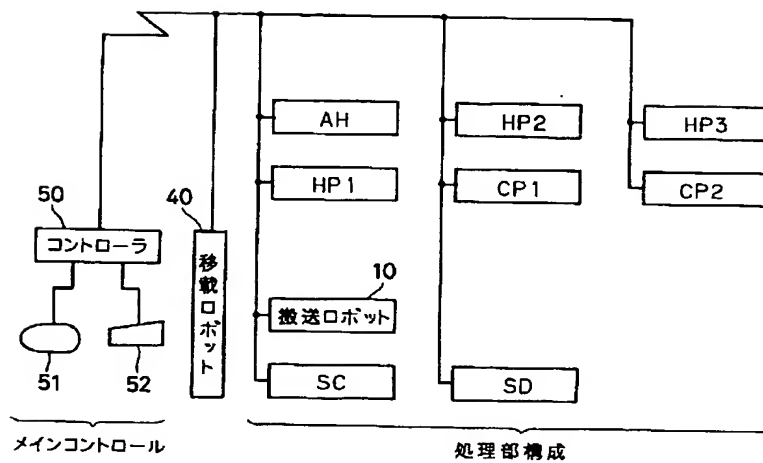 AH
HP2
HP3
HP1
CP1
CP2
50
コントローラ
40
移載ロボット
10
搬送ロボット
51
52
SC
SD
メインコントロール
処理部構成